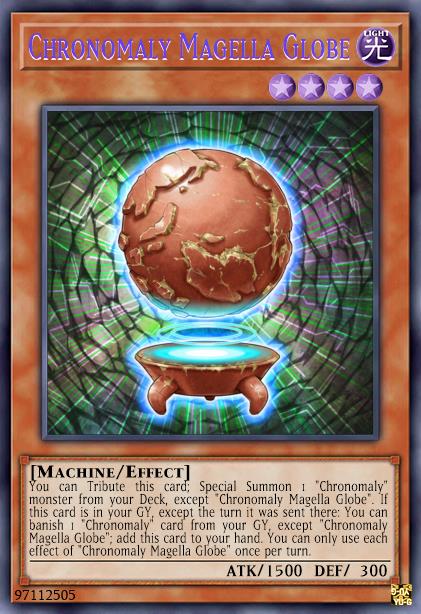 CHRONOMALY MAGELLA GLOBE
LIGHT
光
[MACHINE/EFFECT]
You can Tribute this card; Special Summon 1 "Chronomaly"
monster from your Deck, except "Chronomaly Magella Globe". If
this card is in your GY, except the turn it was sent there: You can
banish 1 "Chronomaly" card from your GY, except "Chronomaly
Magella Globe"; add this card to your hand. You can only use each
effect of "Chronomaly Magella Globe" once per turn.
ATK/1500 DEF/ 300
97112505